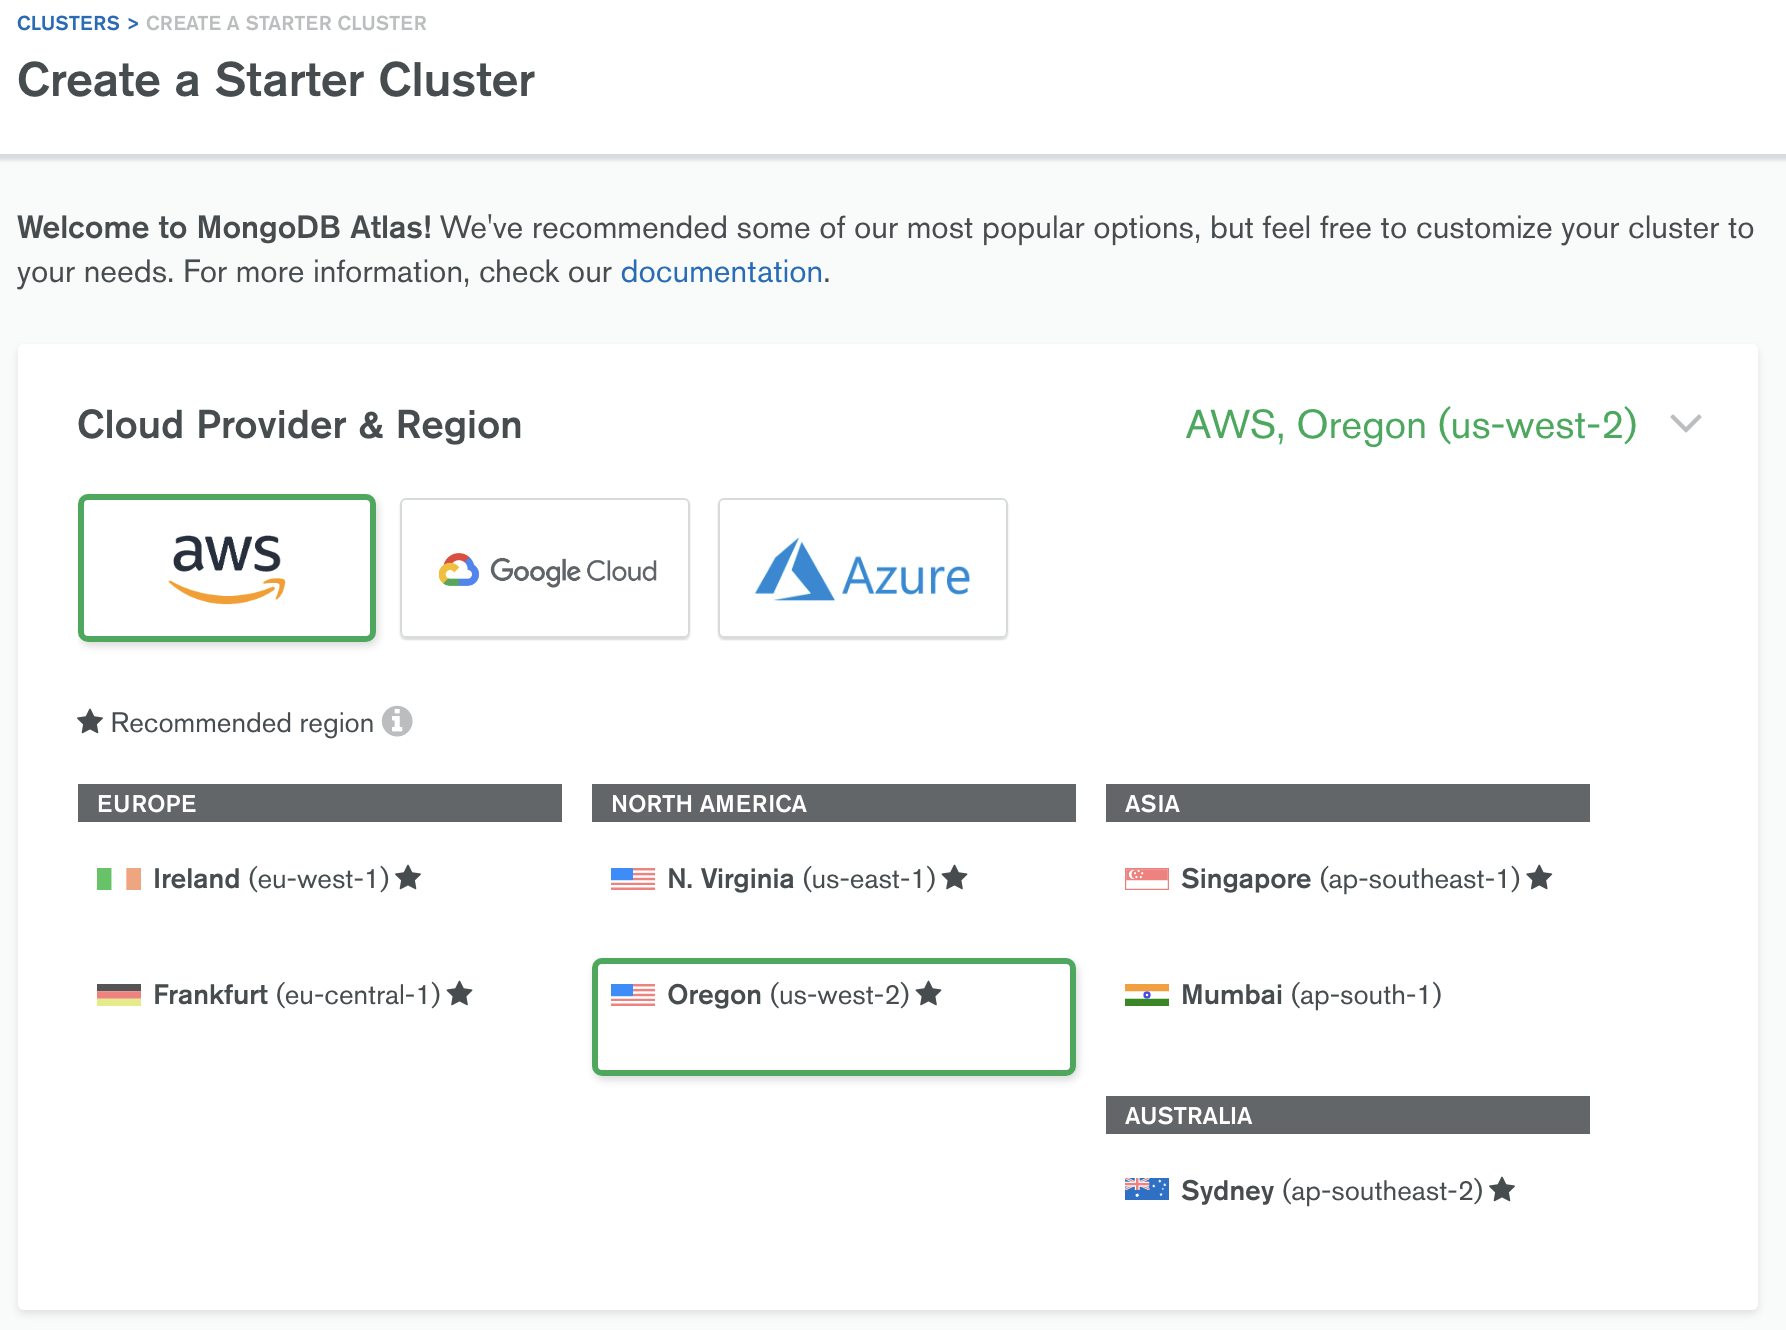 CLUSTERS > CREATE A STARTER CLUSTER
Create a Starter Cluster
Welcome to MongoDB Atlas! We've recommended some of our most popular options, but feel free to customize your cluster to
your needs. For more information, check our documentation.
Cloud Provider & Region
AWS, Oregon (us-west-2)
aws
Google Cloud
Azure
★ Recommended region
EUROPE
Ireland (eu-west-1) ★
Frankfurt (eu-central-1) ★
NORTH AMERICA
N. Virginia (us-east-1) ★
Oregon (us-west-2) ★
ASIA
Singapore (ap-southeast-1) ★
Mumbai (ap-south-1)
AUSTRALIA
Sydney (ap-southeast-2) ★